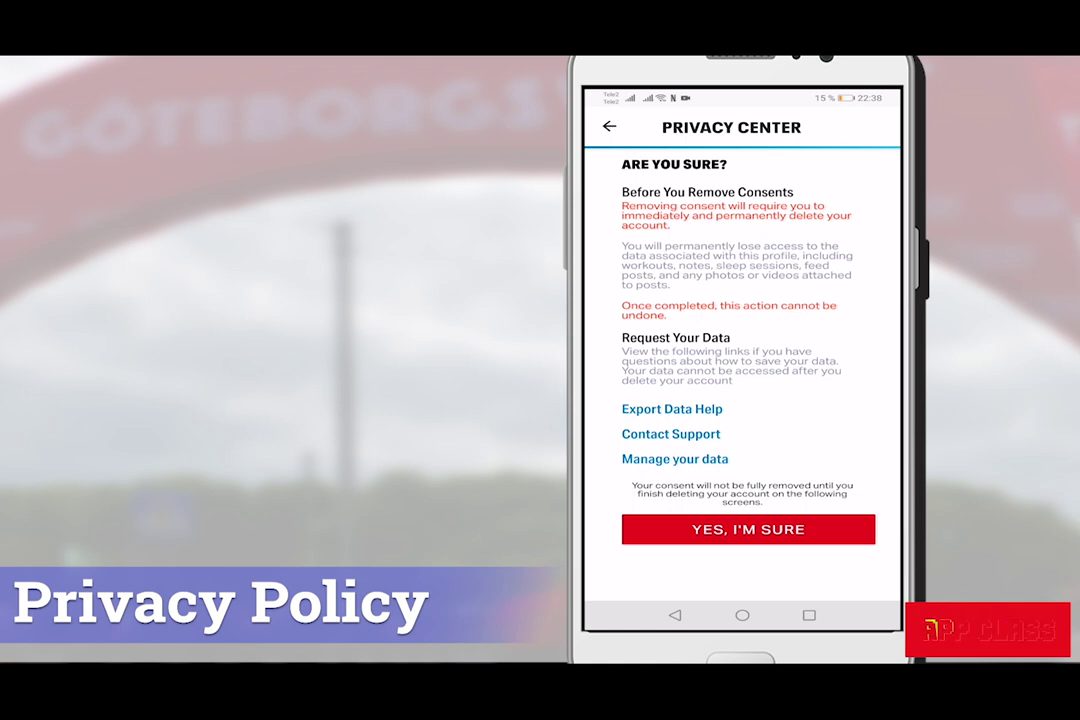 GÖTEBORGS
Tele2
Tele2
15 % 22:38
PRIVACY CENTER
ARE YOU SURE?
Before You Remove Consents
Removing consent will require you to
immediately and permanently delete your
account.
You will permanently lose access to the
data associated with this profile, including
workouts, notes, sleep sessions, feed
posts, and any photos or videos attached
to posts.
Once completed, this action cannot be
undone.
Request Your Data
View the following links if you have
questions about how to save your data.
Your data cannot be accessed after you
delete your account
Export Data Help
Contact Support
Manage your data
Your consent will not be fully removed until you
finish deleting your account on the following
screens.
YES, I'M SURE
Privacy Policy
APP CLASS